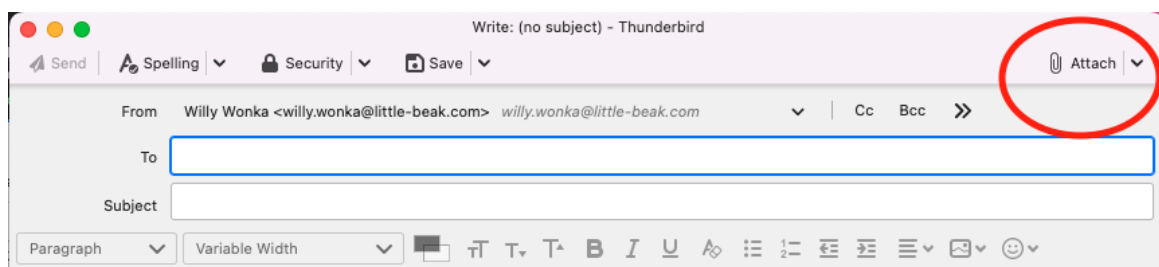 Write: (no subject) - Thunderbird
Send Spelling Security Save Attach
From Willy Wonka <willy.wonka@little-beak.com> willy.wonka@little-beak.com Cc Bcc
To
Subject
Paragraph Variable Width